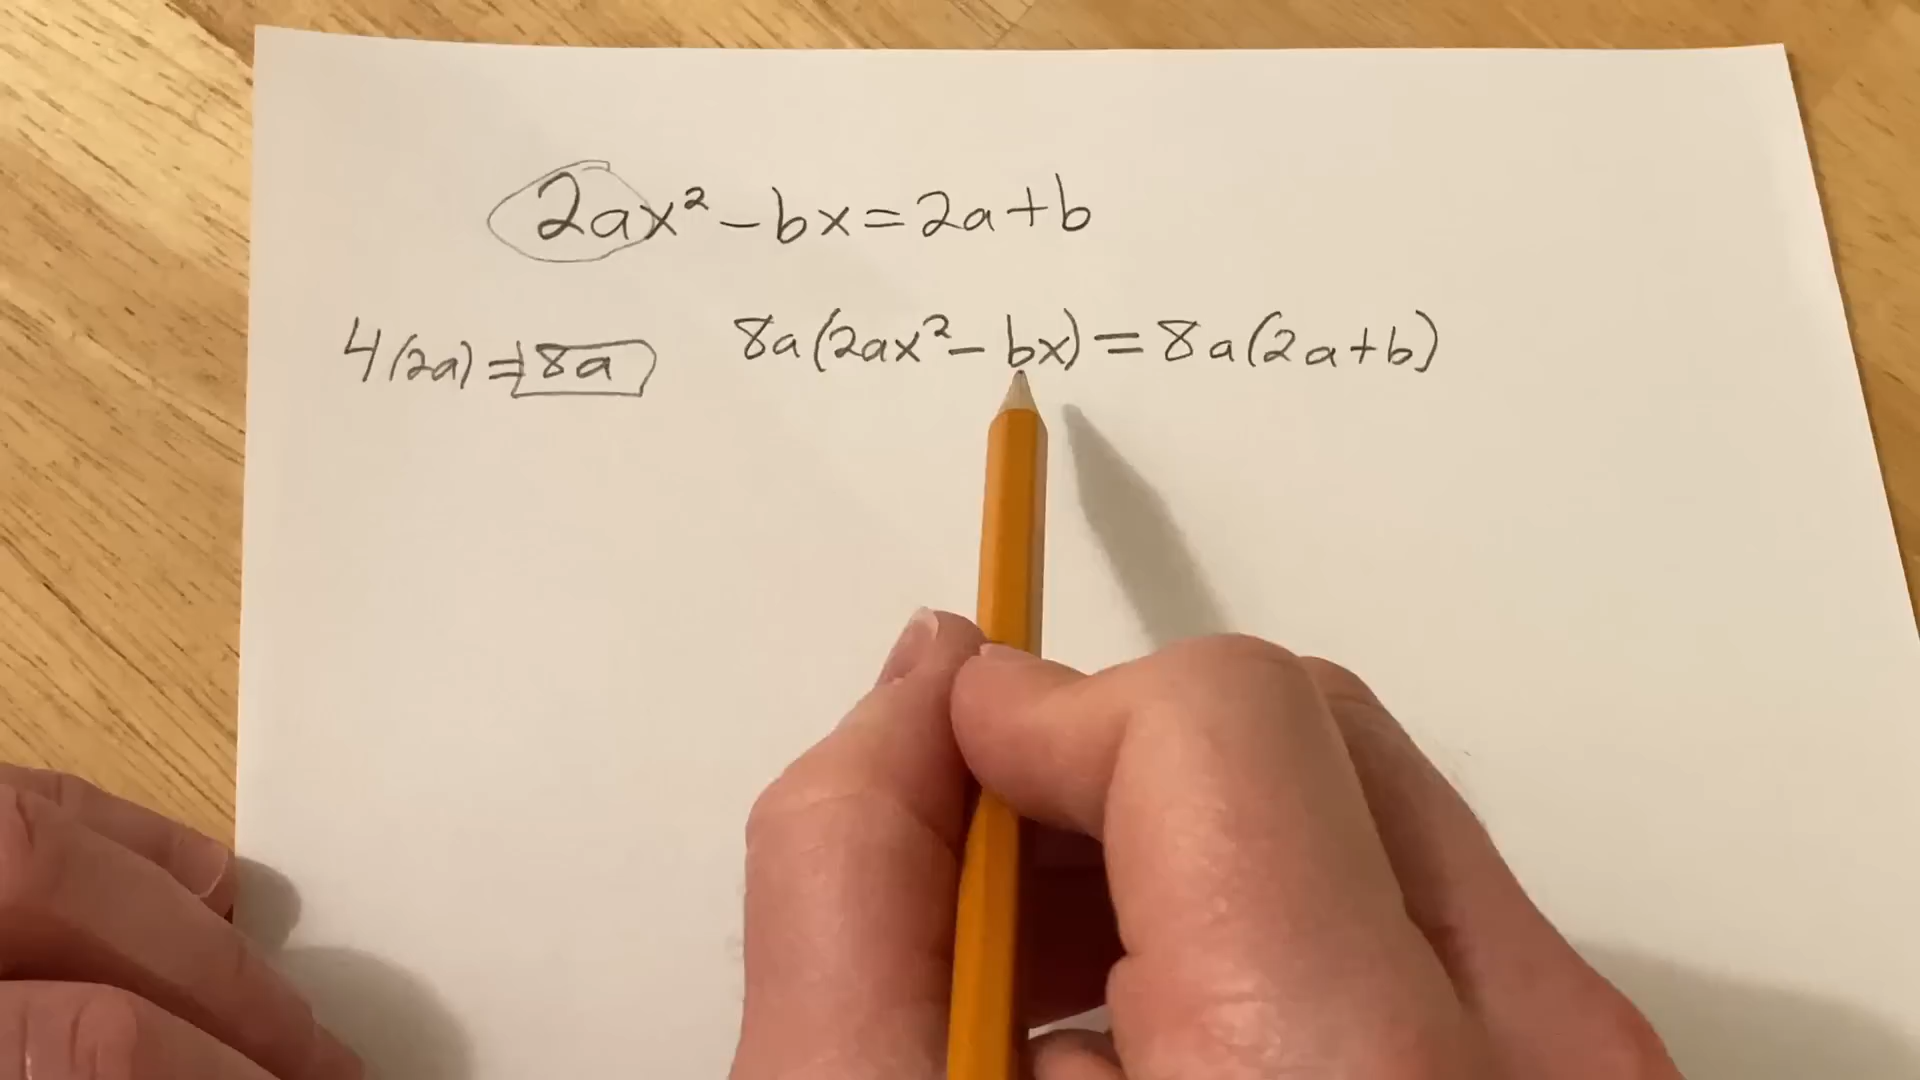 2ax² - bx = 2a + b
4(2a) = 8a
8a(2ax² - bx) = 8a(2a + b)